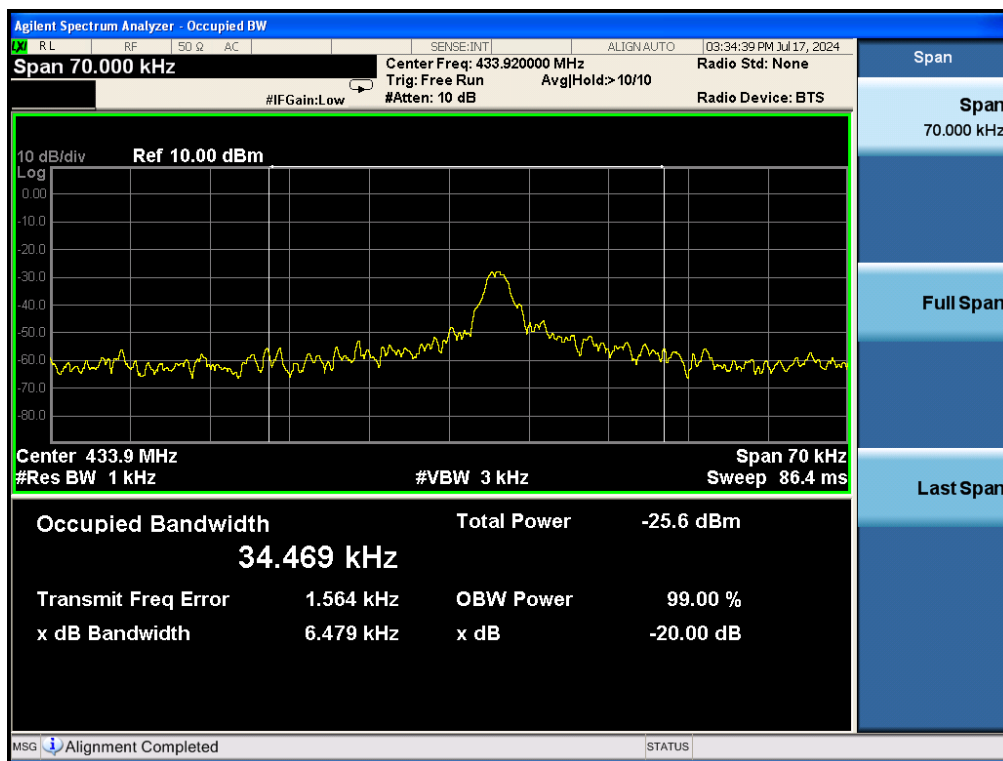 Agilent Spectrum Analyzer - Occupied BW
LXI RL RF 50 Ω AC SENSE:INT ALIGN AUTO 03:34:39 PM Jul 17, 2024
Span 70.000 kHz
Center Freq: 433.920000 MHz
Radio Std: None
Trig: Free Run Avg|Hold:>10/10
#IFGain:Low #Atten: 10 dB Radio Device: BTS
10 dB/div Ref 10.00 dBm
Log
0.00
-10.0
-20.0
-30.0
-40.0
-50.0
-60.0
-70.0
-80.0
Center 433.9 MHz Span 70 kHz
#Res BW 1 kHz #VBW 3 kHz Sweep 86.4 ms
Occupied Bandwidth Total Power -25.6 dBm
34.469 kHz
Transmit Freq Error 1.564 kHz OBW Power 99.00 %
x dB Bandwidth 6.479 kHz x dB -20.00 dB
MSG Alignment Completed STATUS
Span
Span
70.000 kHz
Full Span
Last Span